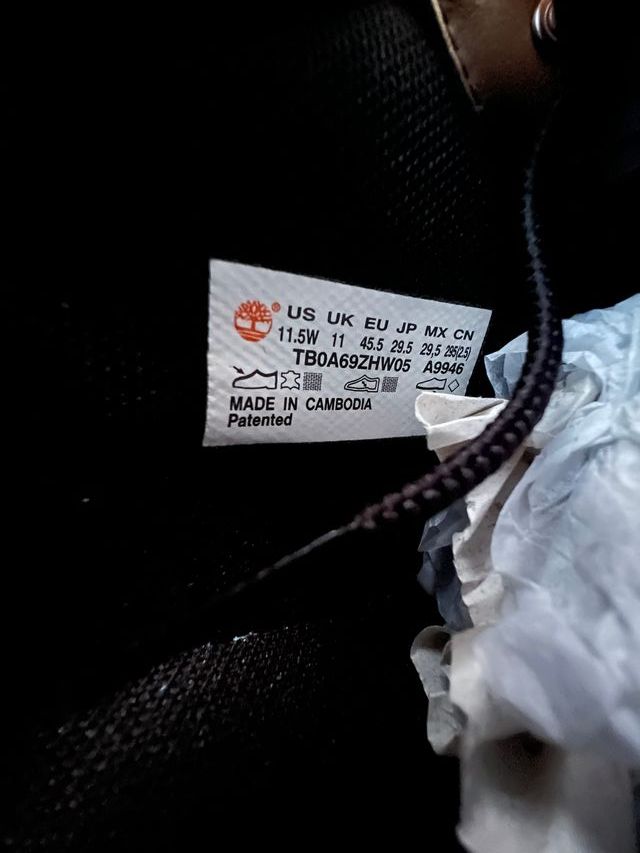 ® US UK EU JP MX CN
11.5W 11 45.5 29.5 29,5 295(2.5)
TB0A69ZHW05 A9946
MADE IN CAMBODIA
Patented